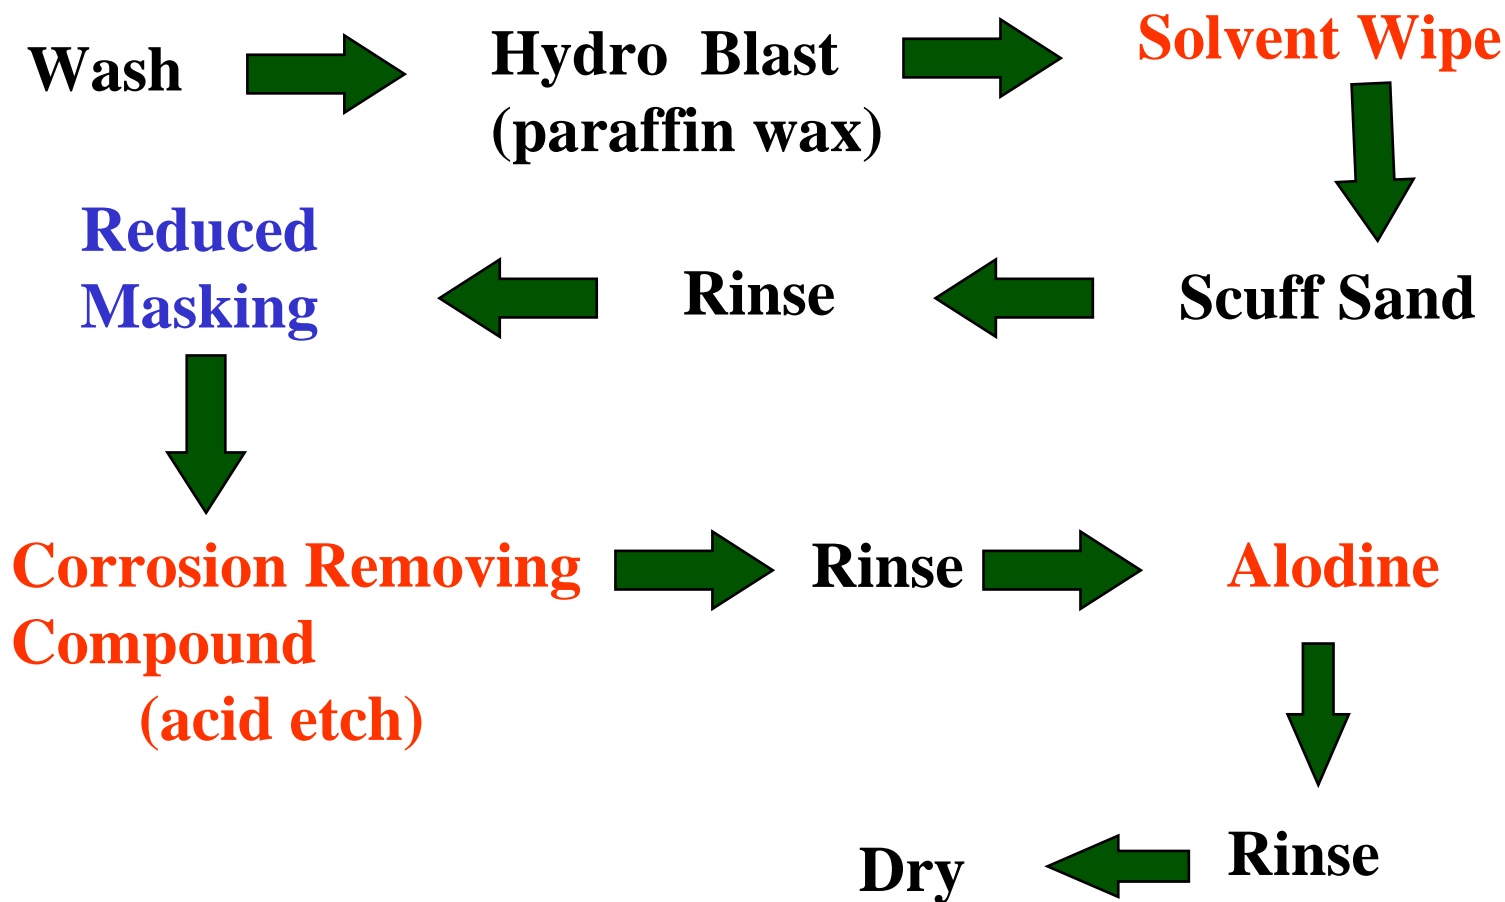 Wash
Hydro Blast
(paraffin wax)
Solvent Wipe
Scuff Sand
Rinse
Reduced
Masking
Corrosion Removing
Compound
(acid etch)
Rinse
Alodine
Rinse
Dry